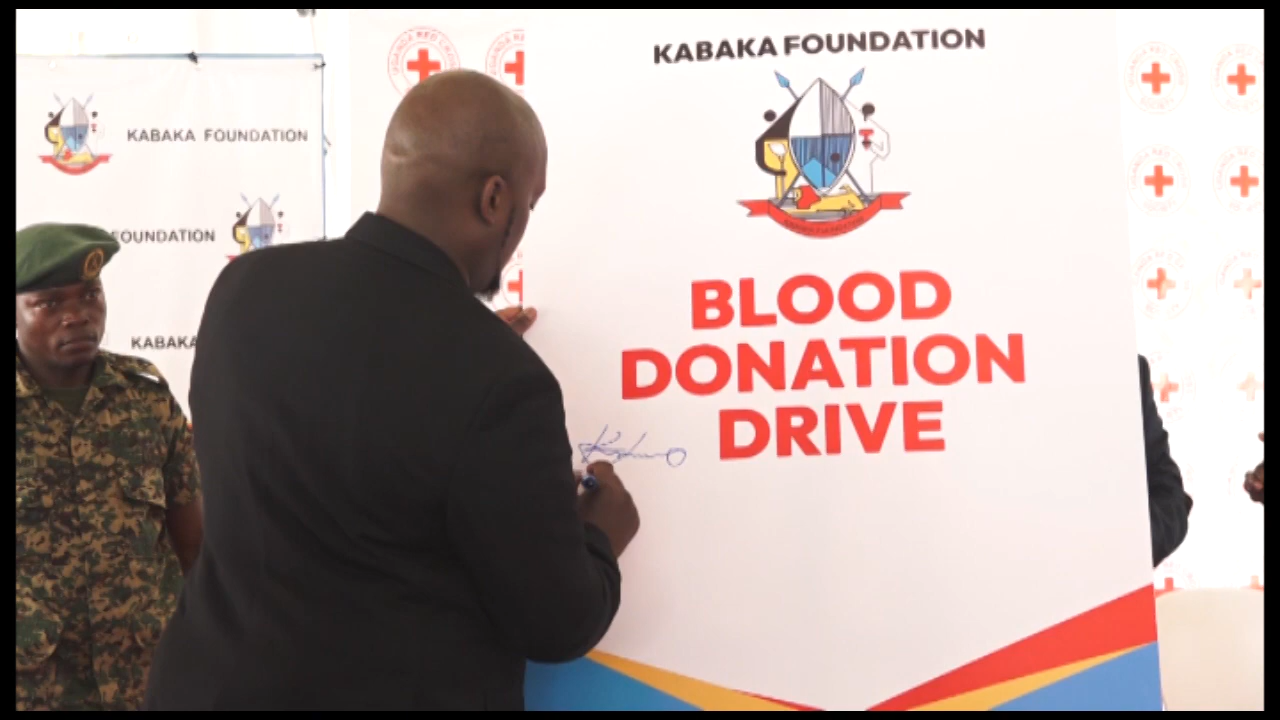 KABAKA FOUNDATION
BLOOD
DONATION
DRIVE
KABAKA FOUNDATION
FOUNDATION
KABAKA